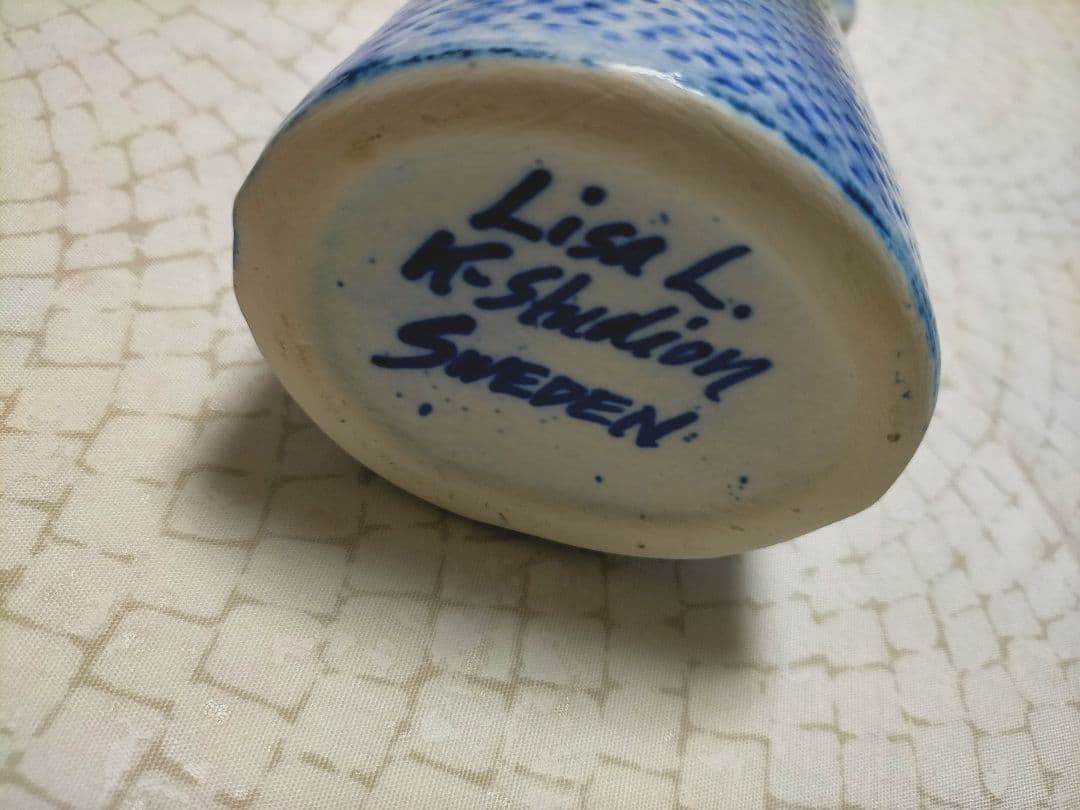 Lisa L.
K-Studion
SWEDEN